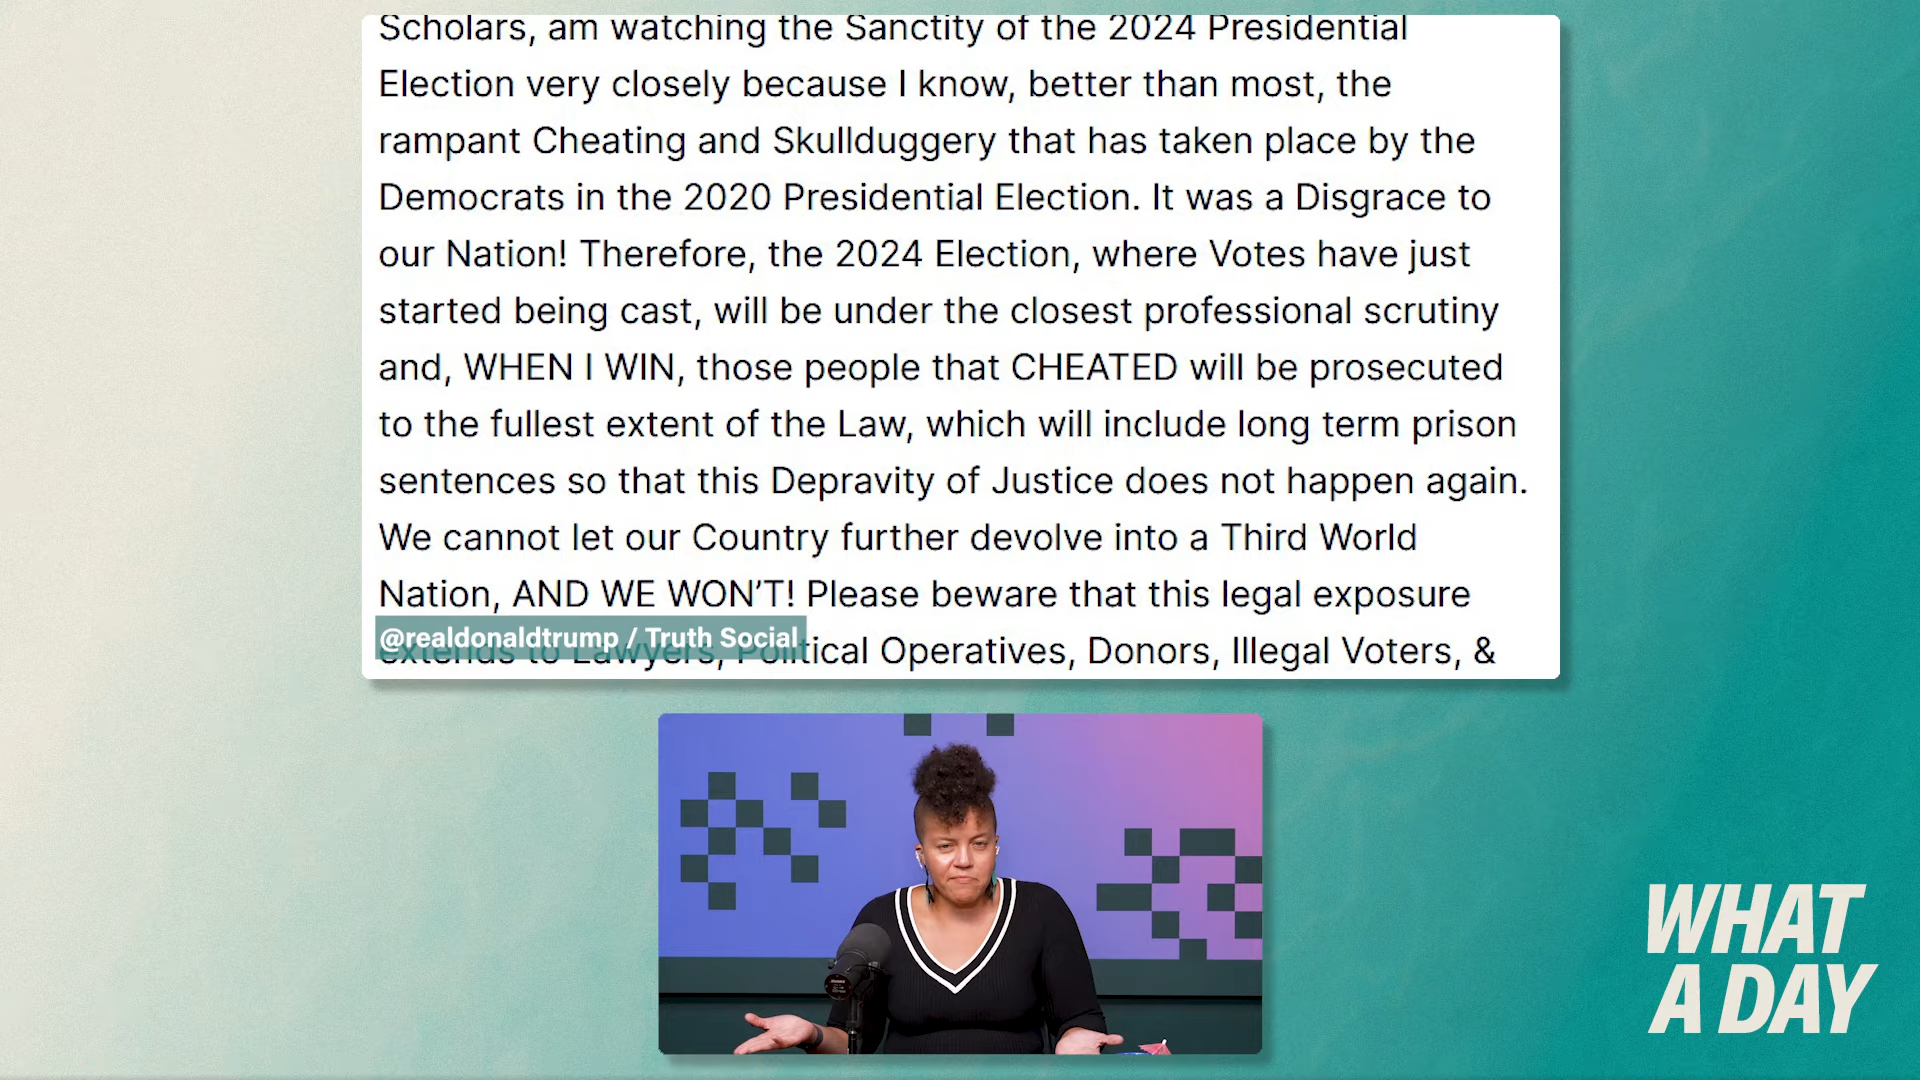 Scholars, am watching the Sanctity of the 2024 Presidential
Election very closely because I know, better than most, the
rampant Cheating and Skullduggery that has taken place by the
Democrats in the 2020 Presidential Election. It was a Disgrace to
our Nation! Therefore, the 2024 Election, where Votes have just
started being cast, will be under the closest professional scrutiny
and, WHEN I WIN, those people that CHEATED will be prosecuted
to the fullest extent of the Law, which will include long term prison
sentences so that this Depravity of Justice does not happen again.
We cannot let our Country further devolve into a Third World
Nation, AND WE WON’T! Please beware that this legal exposure
@realdonaldtrump / Truth Social
extends to Lawyers, Political Operatives, Donors, Illegal Voters, &
WHAT
A DAY